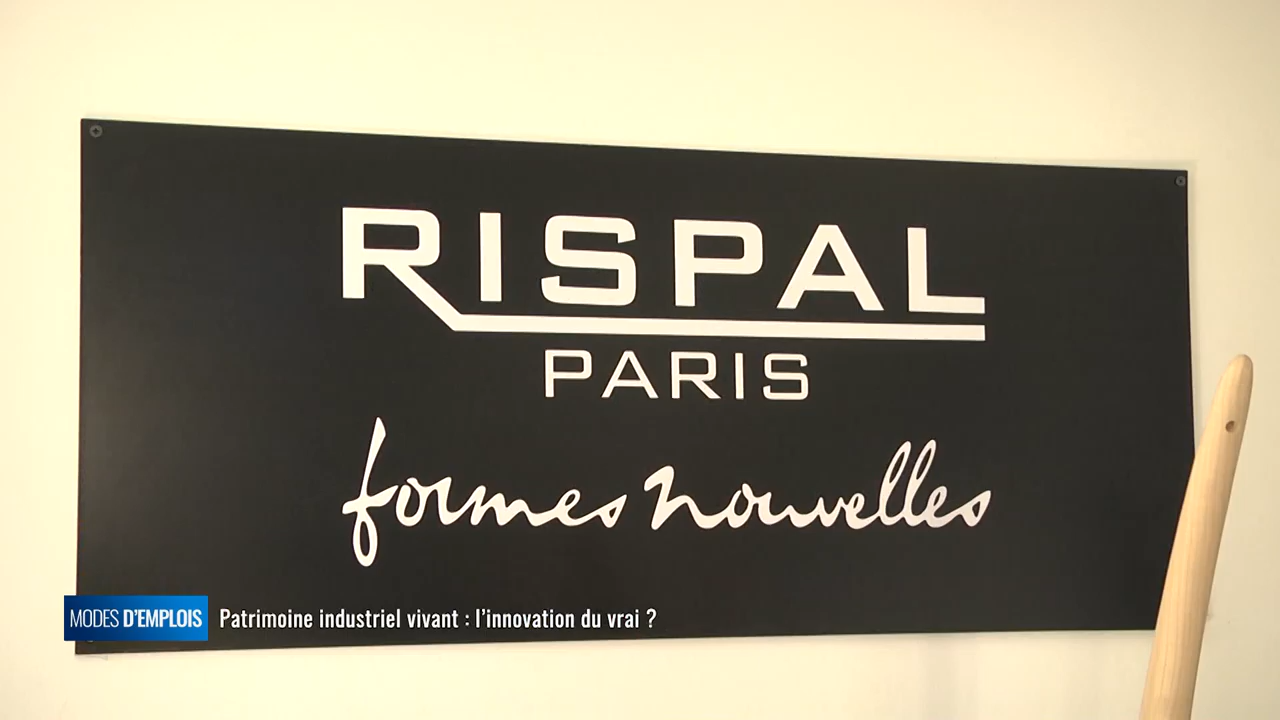 RISPAL
PARIS
formes nouvelles
MODES D'EMPLOIS
Patrimoine industriel vivant : l'innovation du vrai ?